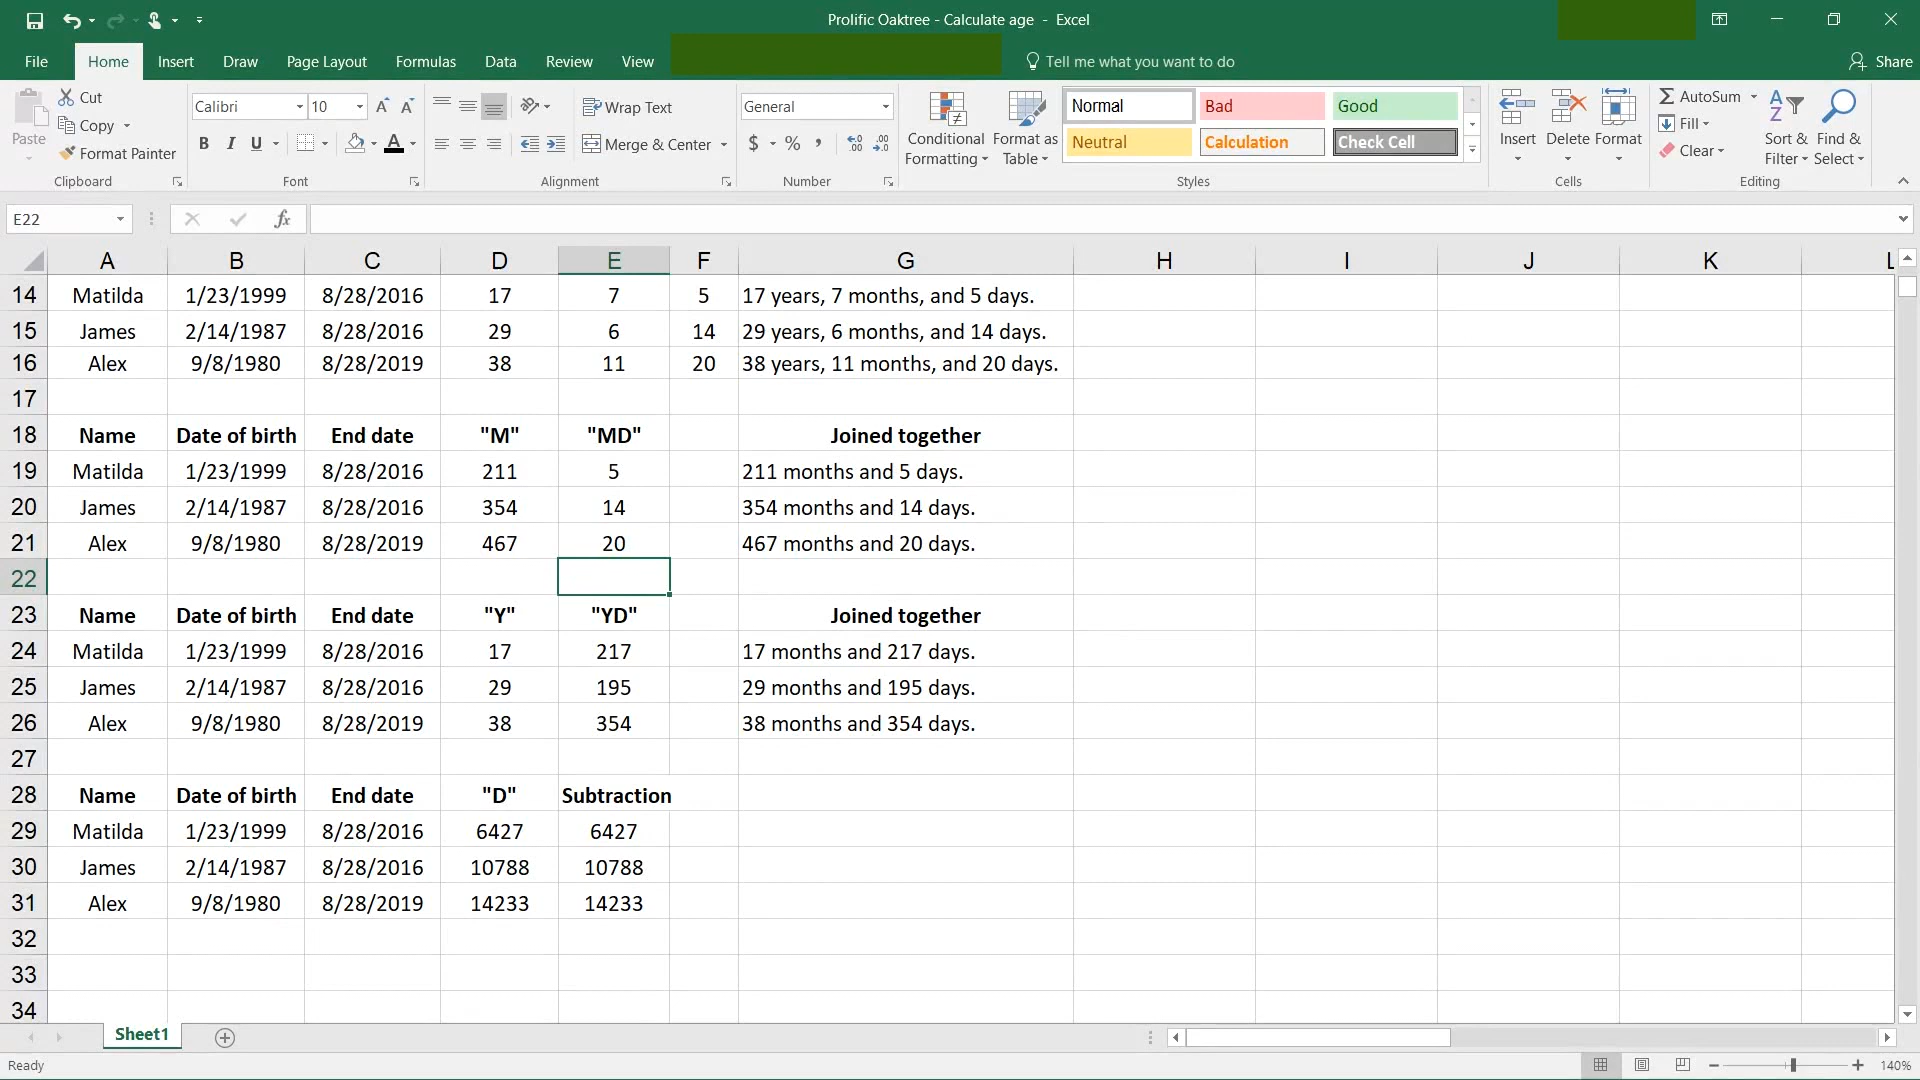 Prolific Oaktree - Calculate age - Excel
File Home Insert Draw Page Layout Formulas Data Review View Tell me what you want to do Share
Paste
Cut
Copy
Format Painter
Clipboard
Calibri 10 A A
B I U A
Font
Wrap Text
Merge & Center
Alignment
General
$ % ,
Number
Conditional Formatting
Format as Table
Normal Bad Good
Neutral Calculation Check Cell
Styles
Insert Delete Format
Cells
AutoSum
Fill
Clear
Sort & Filter
Find & Select
Editing
E22 fx
A B C D E F G H I J K L
14 Matilda 1/23/1999 8/28/2016 17 7 5 17 years, 7 months, and 5 days.
15 James 2/14/1987 8/28/2016 29 6 14 29 years, 6 months, and 14 days.
16 Alex 9/8/1980 8/28/2019 38 11 20 38 years, 11 months, and 20 days.
17
18 Name Date of birth End date "M" "MD" Joined together
19 Matilda 1/23/1999 8/28/2016 211 5 211 months and 5 days.
20 James 2/14/1987 8/28/2016 354 14 354 months and 14 days.
21 Alex 9/8/1980 8/28/2019 467 20 467 months and 20 days.
22
23 Name Date of birth End date "Y" "YD" Joined together
24 Matilda 1/23/1999 8/28/2016 17 217 17 months and 217 days.
25 James 2/14/1987 8/28/2016 29 195 29 months and 195 days.
26 Alex 9/8/1980 8/28/2019 38 354 38 months and 354 days.
27
28 Name Date of birth End date "D" Subtraction
29 Matilda 1/23/1999 8/28/2016 6427 6427
30 James 2/14/1987 8/28/2016 10788 10788
31 Alex 9/8/1980 8/28/2019 14233 14233
32
33
34
Sheet1
Ready 140%